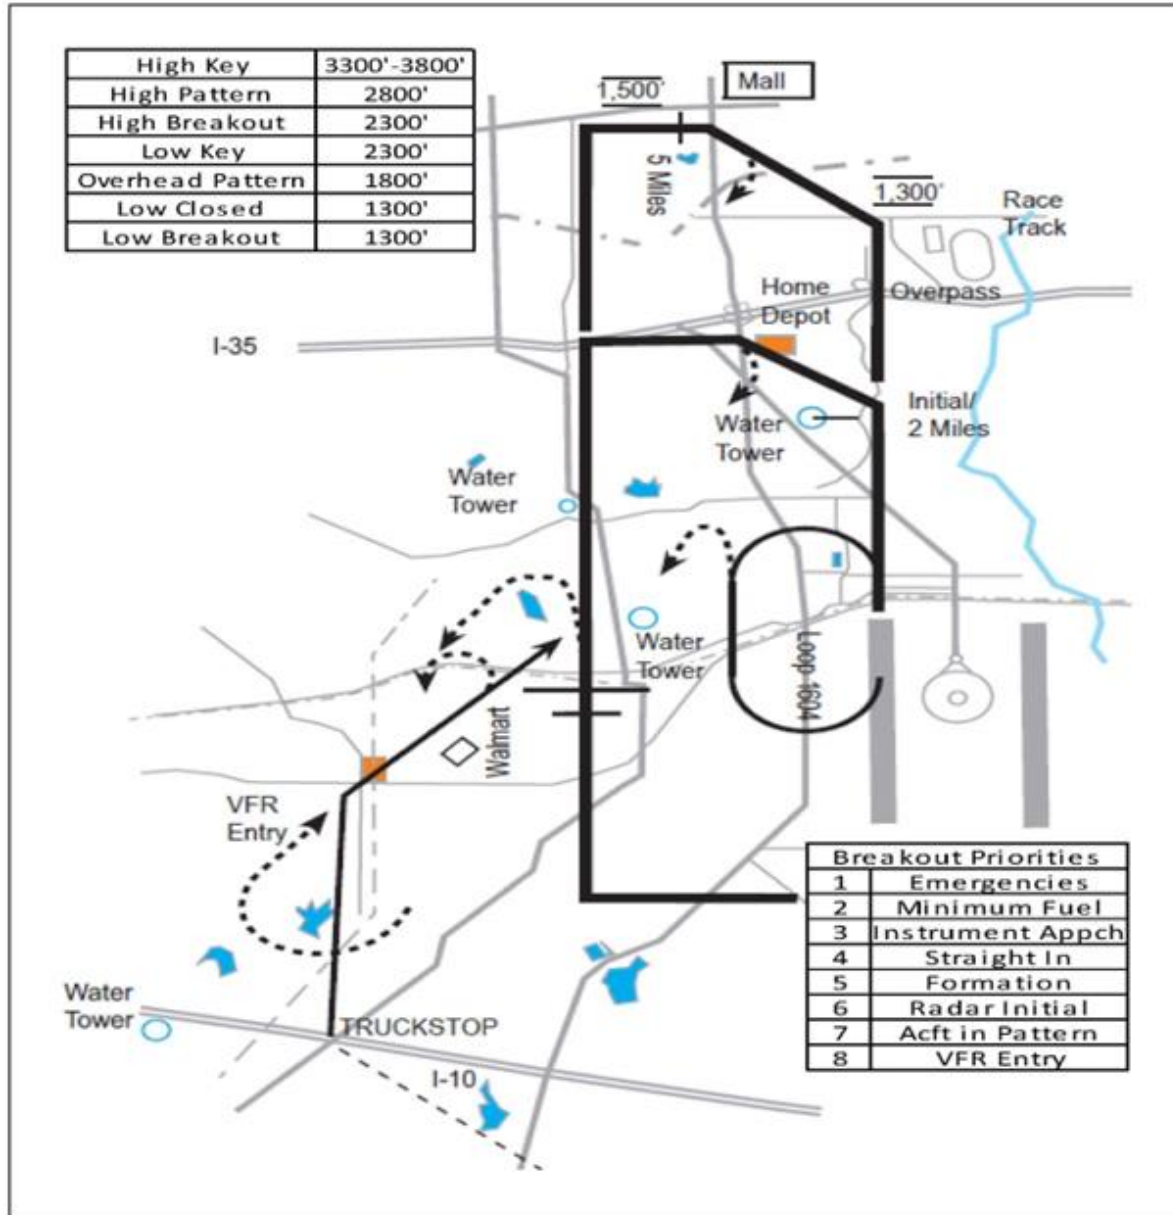 High Key 3300'-3800'
High Pattern 2800'
High Breakout 2300'
Low Key 2300'
Overhead Pattern 1800'
Low Closed 1300'
Low Breakout 1300'
1,500'
Mall
5 Miles
1,300'
Race
Track
Home
Depot
Overpass
I-35
Initial/
2 Miles
Water
Tower
Water
Tower
Water
Tower
Loop 1604
Walmart
VFR
Entry
Water
Tower
TRUCKSTOP
I-10
Breakout Priorities
1 Emergencies
2 Minimum Fuel
3 Instrument Appch
4 Straight In
5 Formation
6 Radar Initial
7 Acft in Pattern
8 VFR Entry